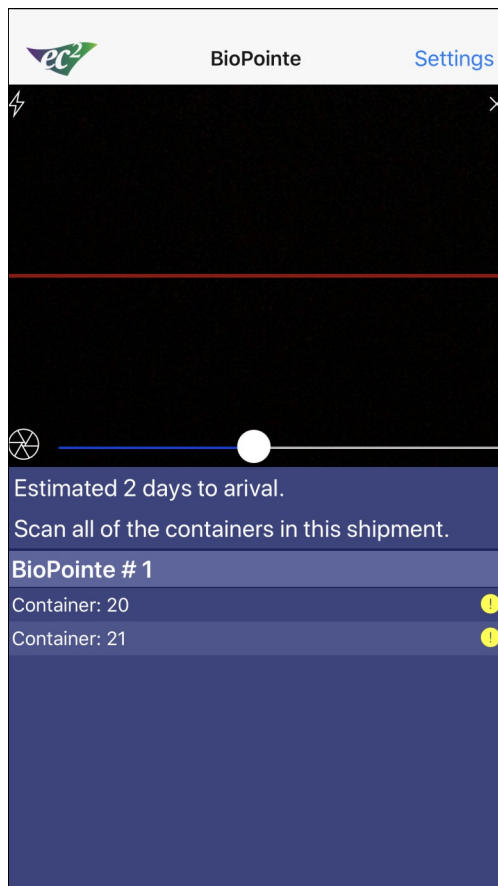 ec2
BioPointe
Settings
Estimated 2 days to arival.
Scan all of the containers in this shipment.
BioPointe # 1
Container: 20
!
Container: 21
!